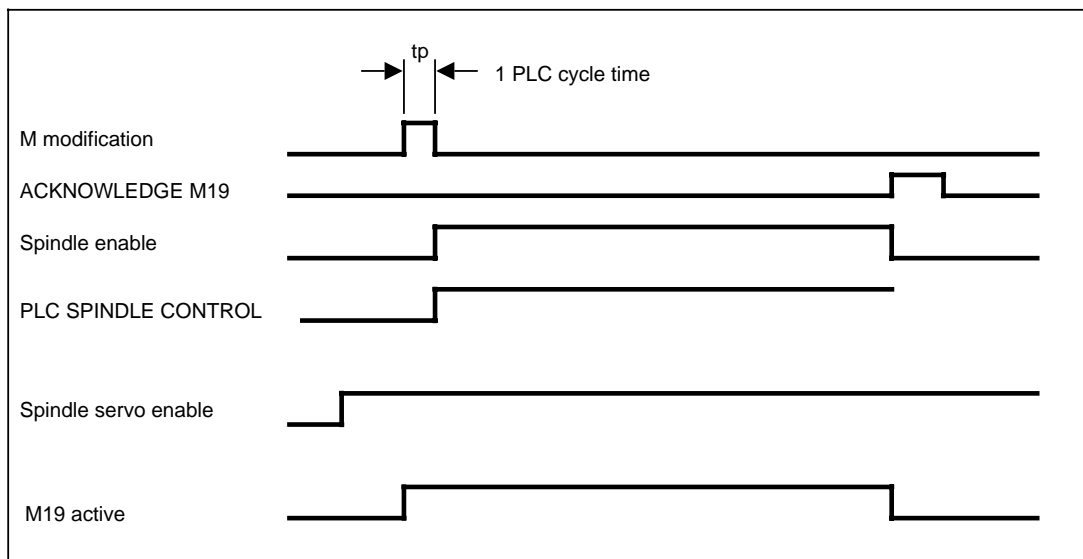 tp
1 PLC cycle time
M modification
ACKNOWLEDGE M19
Spindle enable
PLC SPINDLE CONTROL
Spindle servo enable
M19 active